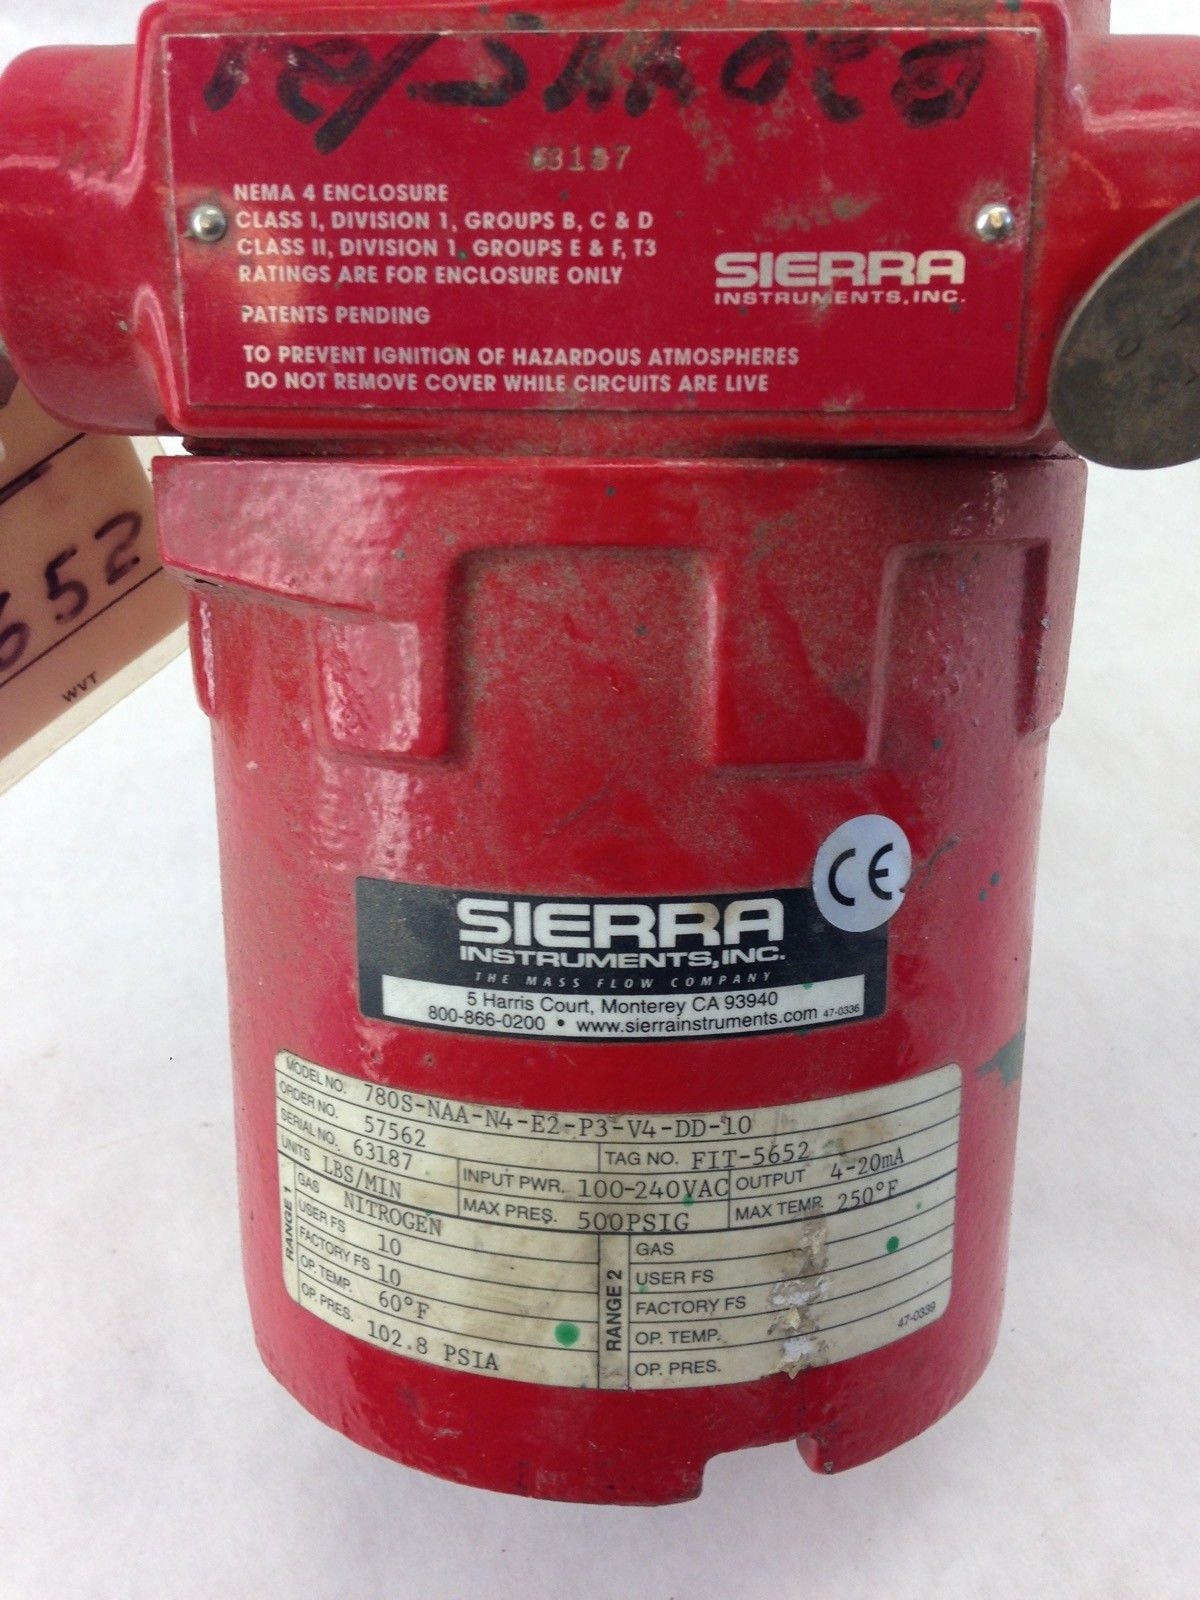 63187
NEMA 4 ENCLOSURE
CLASS I, DIVISION 1, GROUPS B, C & D
CLASS II, DIVISION 1, GROUPS E & F, T3
RATINGS ARE FOR ENCLOSURE ONLY
PATENTS PENDING
TO PREVENT IGNITION OF HAZARDOUS ATMOSPHERES
DO NOT REMOVE COVER WHILE CIRCUITS ARE LIVE
SIERRA
INSTRUMENTS, INC.
652
WVT
CE
SIERRA
INSTRUMENTS, INC.
THE MASS FLOW COMPANY
5 Harris Court, Monterey CA 93940
800-866-0200 • www.sierrainstruments.com 47-0336
MODEL NO. 780S-NAA-N4-E2-P3-V4-DD-10
ORDER NO. 57562
SERIAL NO. 63187 TAG NO. FIT-5652
UNITS LBS/MIN INPUT PWR. 100-240VAC OUTPUT 4-20mA
MAX PRES. 500PSIG MAX TEMP. 250°F
RANGE 1
GAS NITROGEN
USER FS 10
FACTORY FS 10
OP. TEMP. 60°F
OP. PRES. 102.8 PSIA
RANGE 2
GAS
USER FS
FACTORY FS
OP. TEMP.
OP. PRES.
47-0339